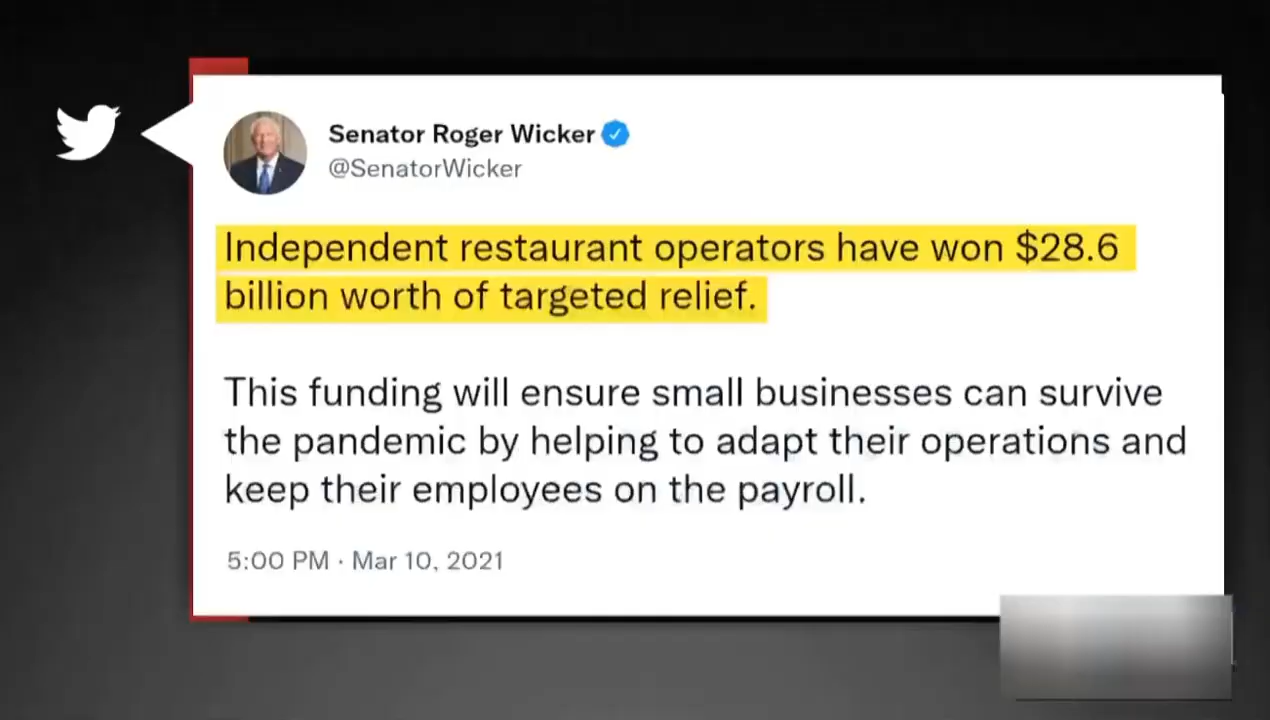 Senator Roger Wicker
@SenatorWicker
Independent restaurant operators have won $28.6
billion worth of targeted relief.
This funding will ensure small businesses can survive
the pandemic by helping to adapt their operations and
keep their employees on the payroll.
5:00 PM · Mar 10, 2021